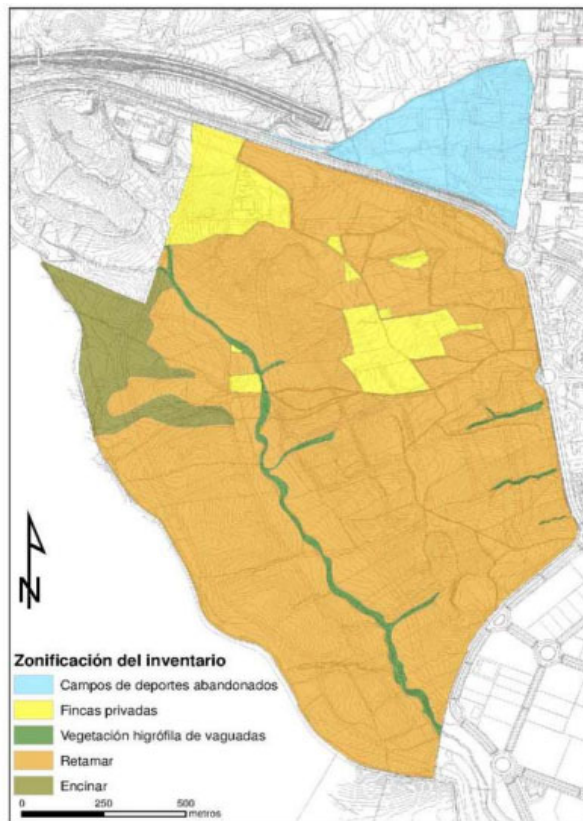 N
Zonificación del inventario
Campos de deportes abandonados
Fincas privadas
Vegetación higrófila de vaguadas
Retamar
Encinar
0 250 500
metros